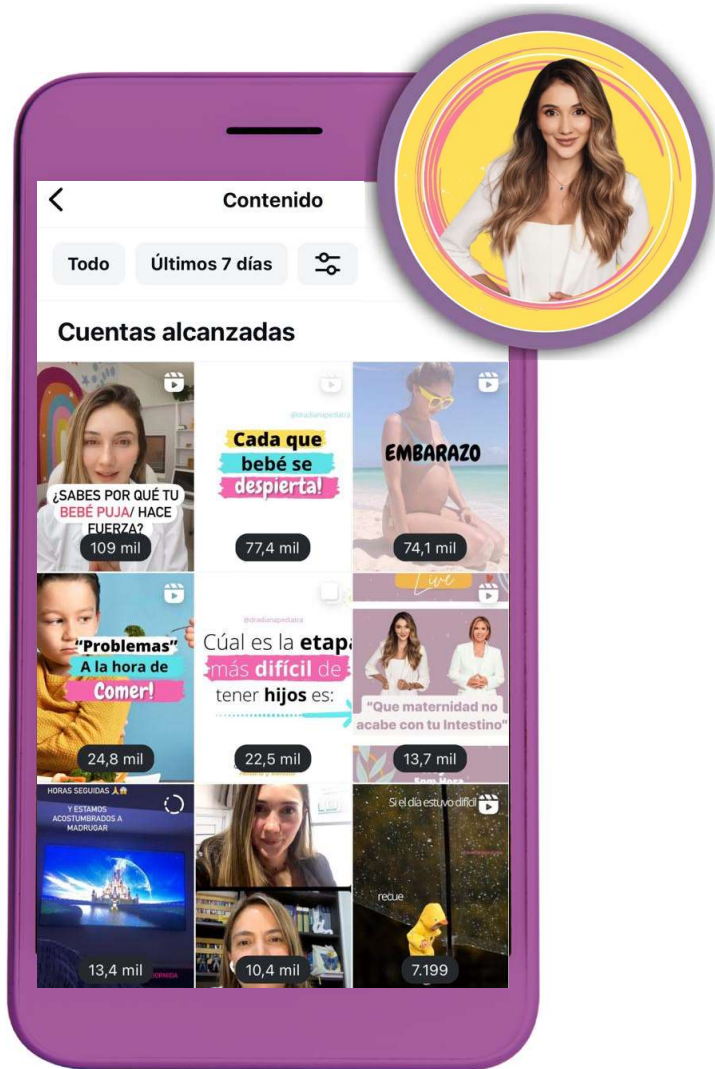 Contenido
Todo
Últimos 7 días
Cuentas alcanzadas
¿SABES POR QUÉ TU
BEBÉ PUJA/ HACE
FUERZA?
109 mil
@dradianapediatra
Cada que
bebé se
despierta!
77,4 mil
EMBARAZO
74,1 mil
"Problemas"
A la hora de
Comer!
24,8 mil
@dradianapediatra
Cúal es la etapa
más difícil de
tener hijos es:
22,5 mil
Live
"Que maternidad no
acabe con tu Intestino"
13,7 mil
5pm Hora
HORAS SEGUIDAS
Y ESTAMOS
ACOSTUMBRADOS A
MADRUGAR
13,4 mil
10,4 mil
Si el día estuvo difícil
recue
7.199